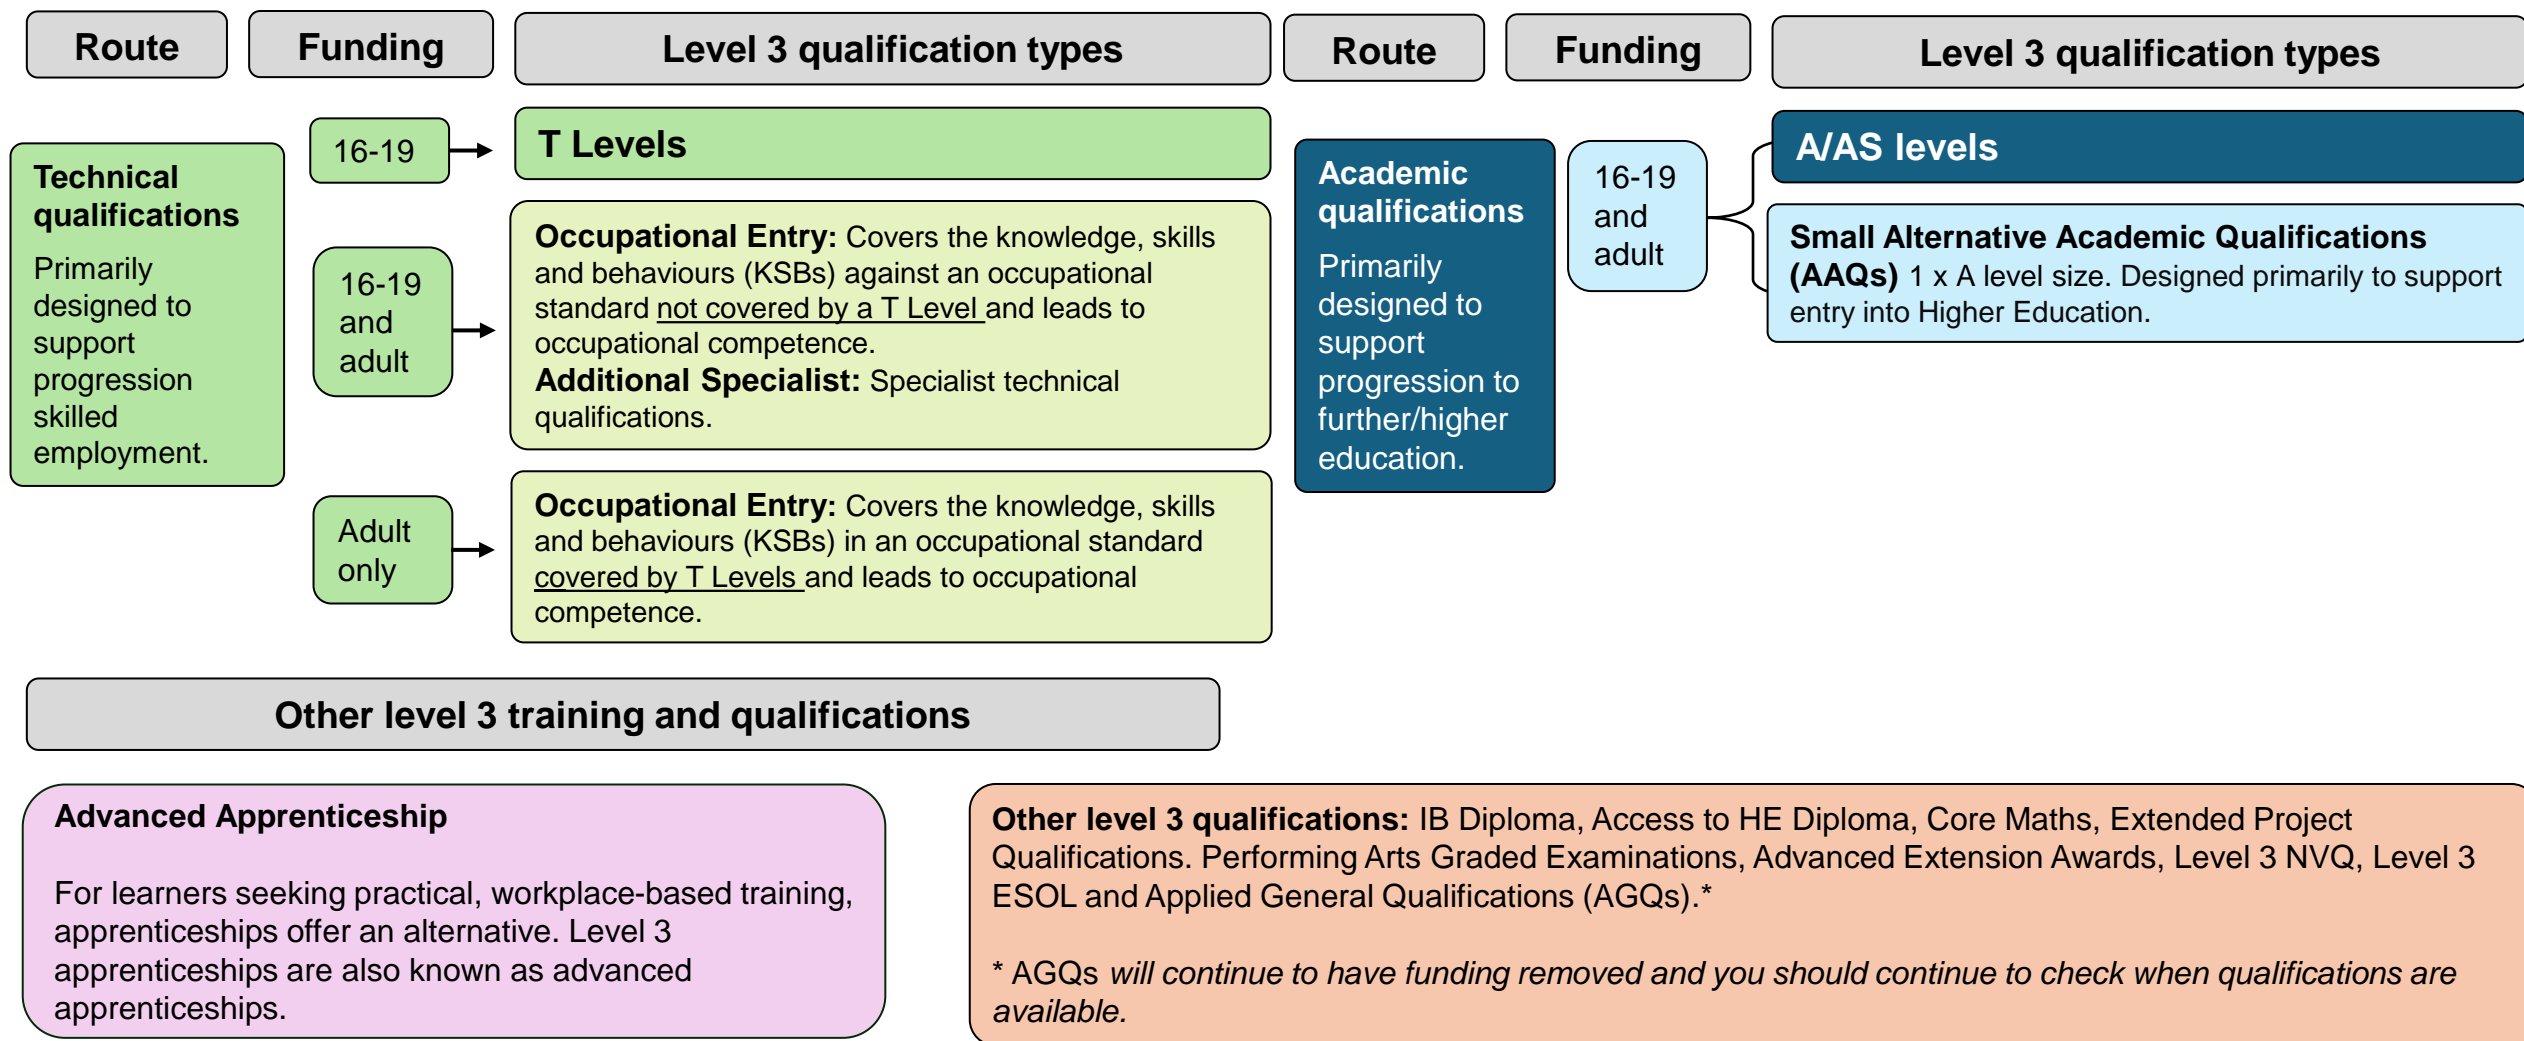 Route
Funding
Level 3 qualification types
Technical
qualifications
Primarily
designed to
support
progression
skilled
employment.
16-19
T Levels
16-19
and
adult
Occupational Entry: Covers the knowledge, skills
and behaviours (KSBs) against an occupational
standard not covered by a T Level and leads to
occupational competence.
Additional Specialist: Specialist technical
qualifications.
Adult
only
Occupational Entry: Covers the knowledge, skills
and behaviours (KSBs) in an occupational standard
covered by T Levels and leads to occupational
competence.
Route
Funding
Level 3 qualification types
Academic
qualifications
Primarily
designed to
support
progression to
further/higher
education.
16-19
and
adult
A/AS levels
Small Alternative Academic Qualifications
(AAQs) 1 x A level size. Designed primarily to support
entry into Higher Education.
Other level 3 training and qualifications
Advanced Apprenticeship
For learners seeking practical, workplace-based training,
apprenticeships offer an alternative. Level 3
apprenticeships are also known as advanced
apprenticeships.
Other level 3 qualifications: IB Diploma, Access to HE Diploma, Core Maths, Extended Project
Qualifications. Performing Arts Graded Examinations, Advanced Extension Awards, Level 3 NVQ, Level 3
ESOL and Applied General Qualifications (AGQs).*
* AGQs will continue to have funding removed and you should continue to check when qualifications are
available.